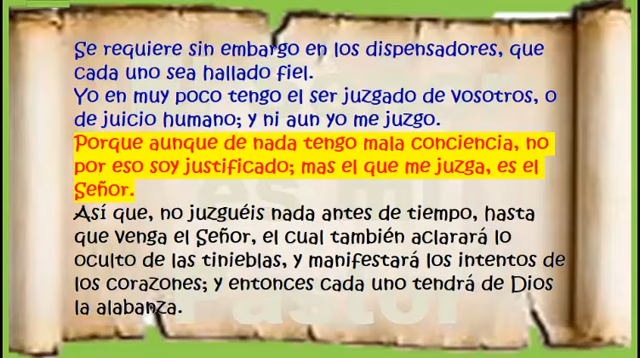 Se requiere sin embargo en los dispensadores, que
cada uno sea hallado fiel.
Yo en muy poco tengo el ser juzgado de vosotros, o
de juicio humano; y ni aun yo me juzgo.
Porque aunque de nada tengo mala conciencia, no
por eso soy justificado; mas el que me juzga, es el
Señor.
Así que, no juzguéis nada antes de tiempo, hasta
que venga el Señor, el cual también aclarará lo
oculto de las tinieblas, y manifestará los intentos de
los corazones; y entonces cada uno tendrá de Dios
la alabanza.
es mi
Pastor